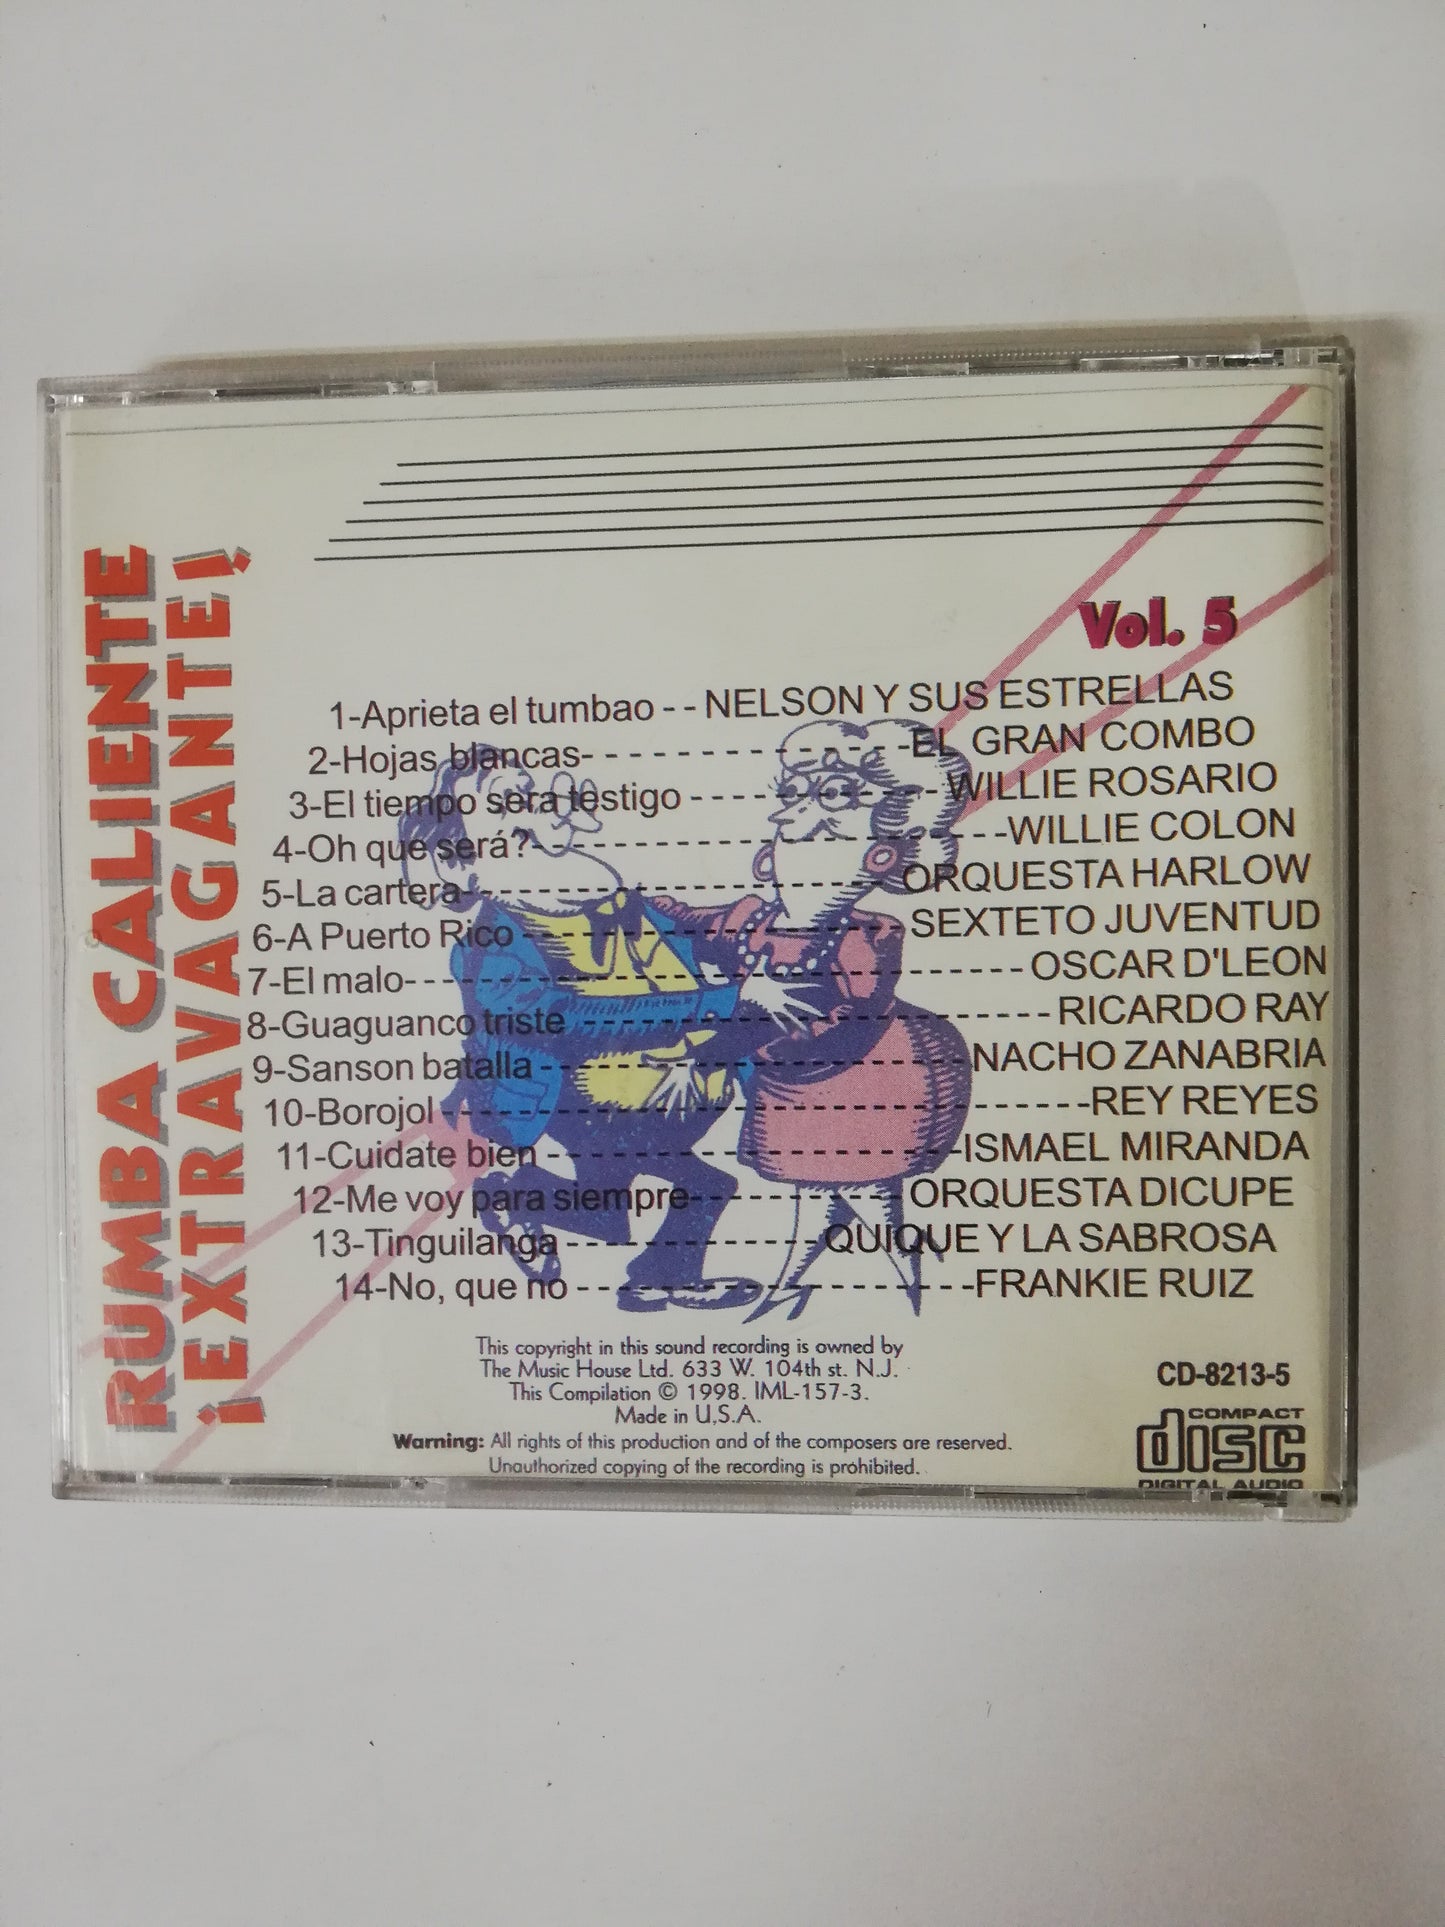 RUMBA CALIENTE
¡EXTRAVAGANTE!
Vol. 5
1-Aprieta el tumbao - - NELSON Y SUS ESTRELLAS
2-Hojas blancas- - - - - - - - - - - - - - -EL GRAN COMBO
3-El tiempo sera testigo - - - - - - - - - - - -WILLIE ROSARIO
4-Oh que será?- - - - - - - - - - - - - - - - - - - -WILLIE COLON
5-La cartera- - - - - - - - - - - - - - - - - - ORQUESTA HARLOW
6-A Puerto Rico - - - - - - - - - - - - - - - - SEXTETO JUVENTUD
7-El malo- - - - - - - - - - - - - - - - - - - - - - - - OSCAR D'LEON
8-Guaguanco triste - - - - - - - - - - - - - - - - - - - RICARDO RAY
9-Sanson batalla - - - - - - - - - - - - - - - - - NACHO ZANABRIA
10-Borojol - - - - - - - - - - - - - - - - - - - - - - - - -REY REYES
11-Cuidate bien - - - - - - - - - - - - - - - - -ISMAEL MIRANDA
12-Me voy para siempre- - - - - - - - - ORQUESTA DICUPE
13-Tinguilanga - - - - - - - - - - - -QUIQUE Y LA SABROSA
14-No, que no - - - - - - - - - - - - - - - - -FRANKIE RUIZ
This copyright in this sound recording is owned by
The Music House Ltd. 633 W. 104th st. N.J.
This Compilation © 1998. IML-157-3.
Made in U.S.A.
Warning: All rights of this production and of the composers are reserved.
Unauthorized copying of the recording is prohibited.
CD-8213-5
COMPACT
disc
DIGITAL AUDIO